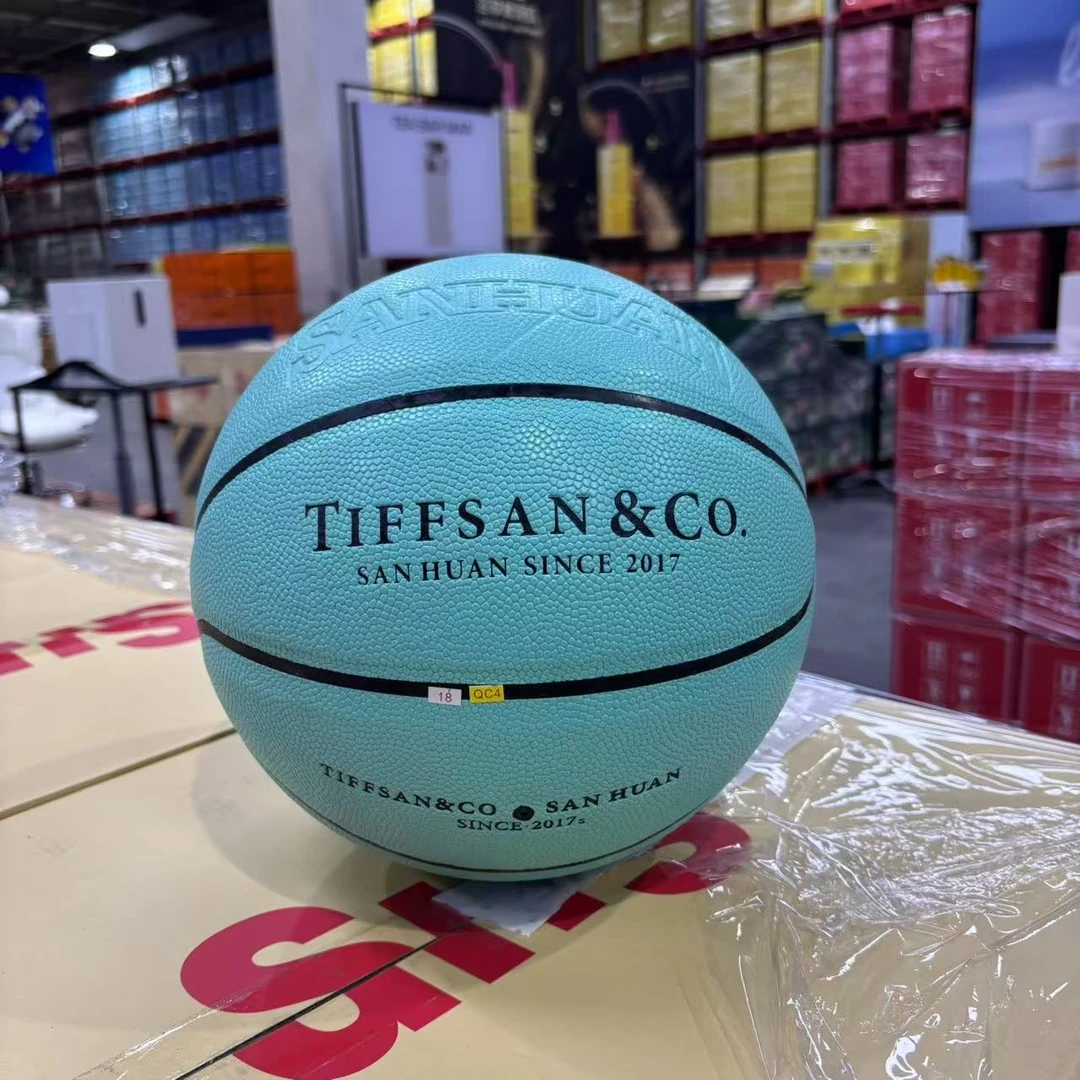 SANHUAN
TIFFSAN & CO.
SAN HUAN SINCE 2017
18
QC4
TIFFSAN&CO SAN HUAN
SINCE·2017s